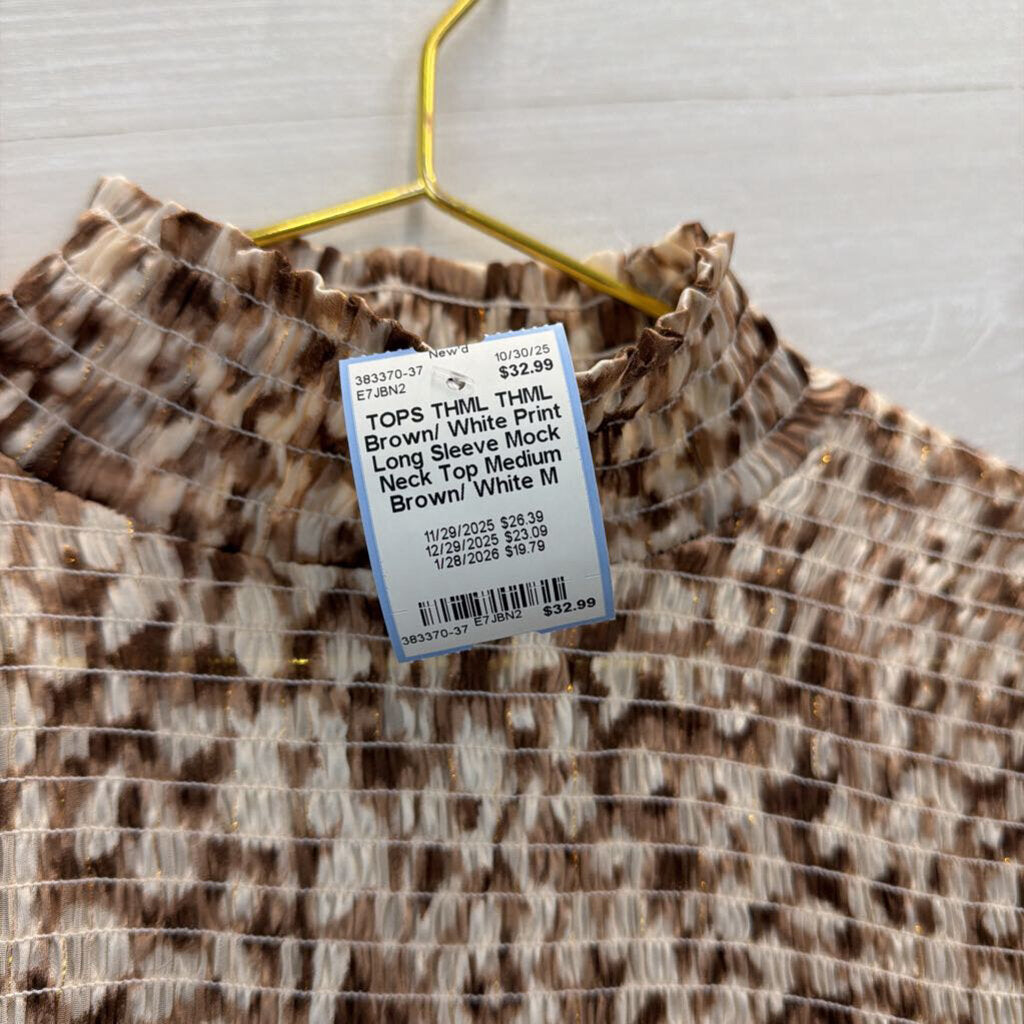 New'd
383370-37 10/30/25
E7JBN2 $32.99
TOPS THML THML
Brown/ White Print
Long Sleeve Mock
Neck Top Medium
Brown/ White M
11/29/2025 $26.39
12/29/2025 $23.09
1/28/2026 $19.79
383370-37 E7JBN2 $32.99